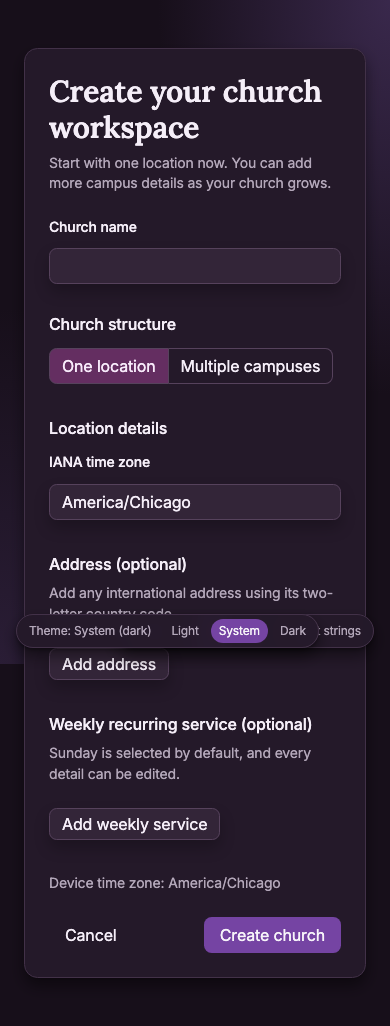 Create your church
workspace
Start with one location now. You can add
more campus details as your church grows.
Church name
Church structure
One location
Multiple campuses
Location details
IANA time zone
America/Chicago
Address (optional)
Add any international address using its two-
letter country code.
Theme: System (dark)
Light
System
Dark
strings
Add address
Weekly recurring service (optional)
Sunday is selected by default, and every
detail can be edited.
Add weekly service
Device time zone: America/Chicago
Cancel
Create church